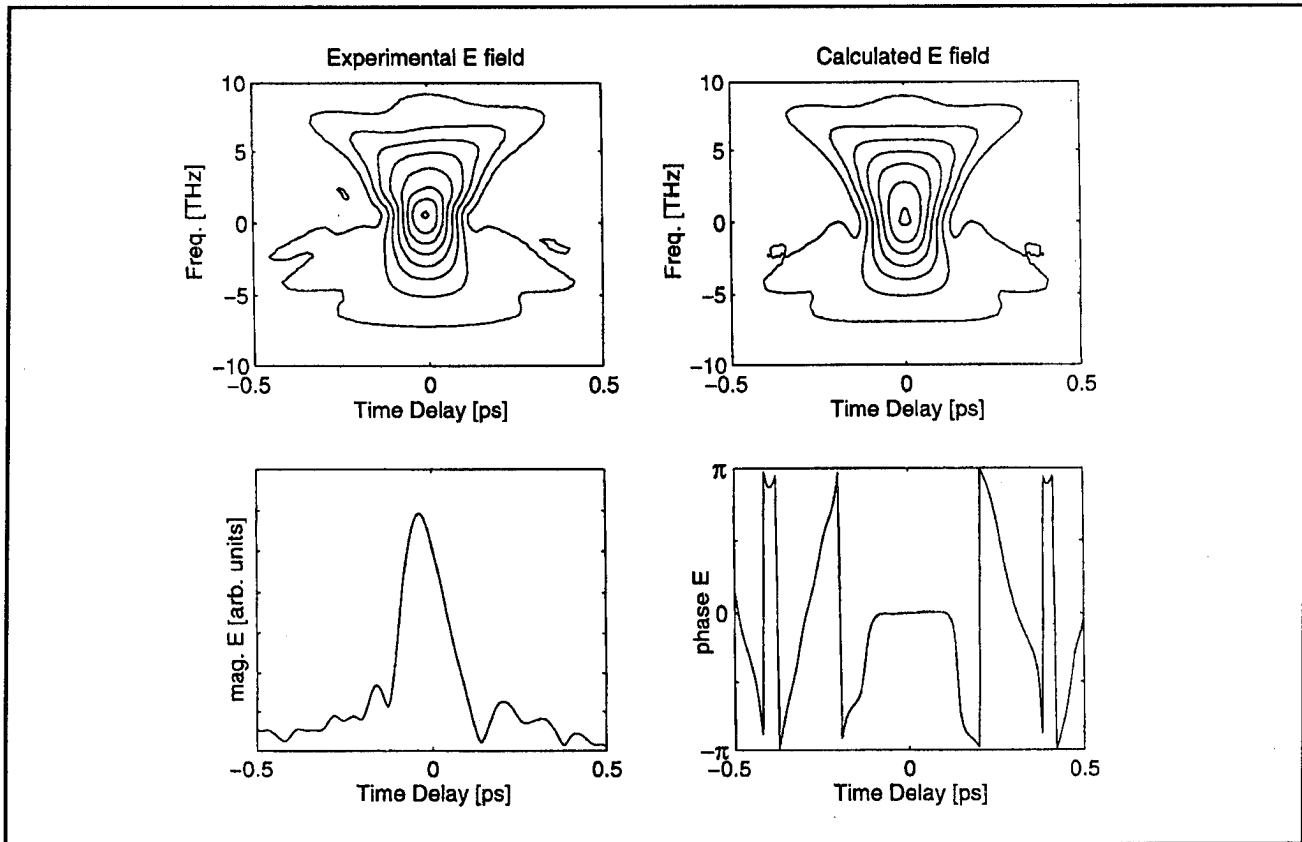 Experimental E field
Calculated E field
10
5
0
−5
−10
Freq. [THz]
−0.5
0
0.5
Time Delay [ps]
10
5
0
−5
−10
Freq. [THz]
−0.5
0
0.5
Time Delay [ps]
mag. E [arb. units]
−0.5
0
0.5
Time Delay [ps]
π
0
−π
phase E
−0.5
0
0.5
Time Delay [ps]